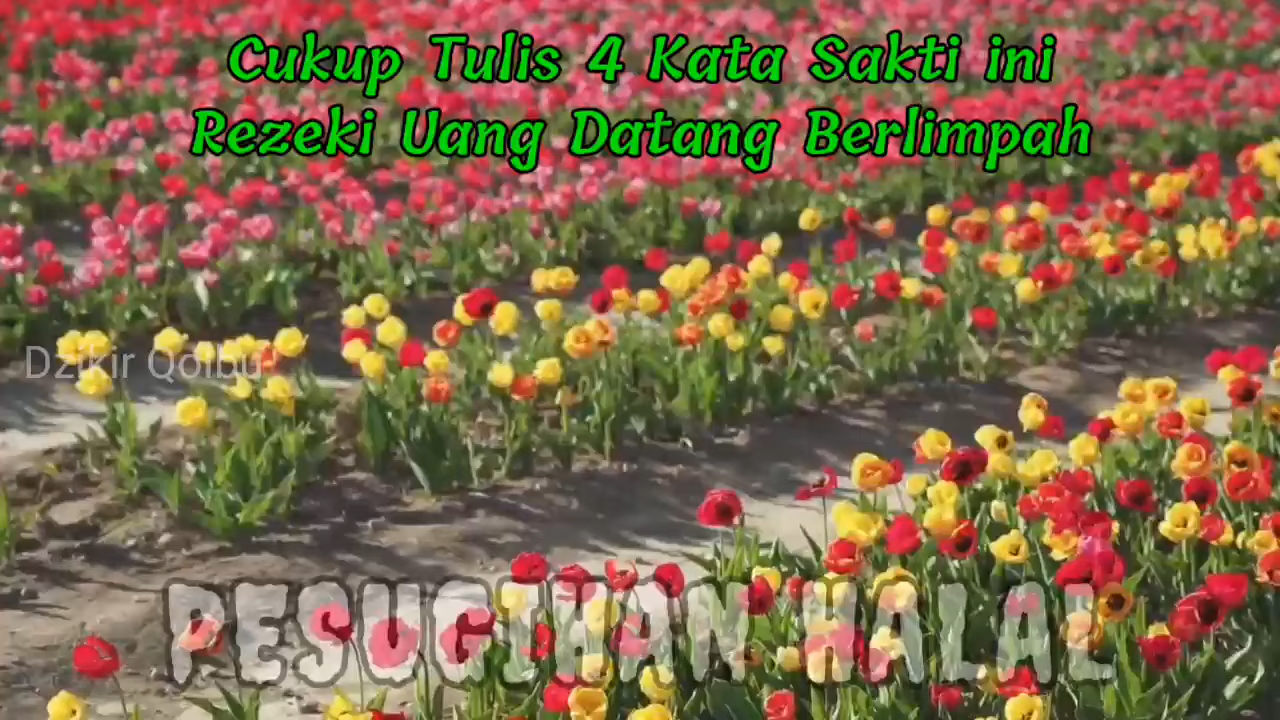 Cukup Tulis 4 Kata Sakti ini
Rezeki Uang Datang Berlimpah
Dzikir Qolbu
PESUGIHAN HALAL